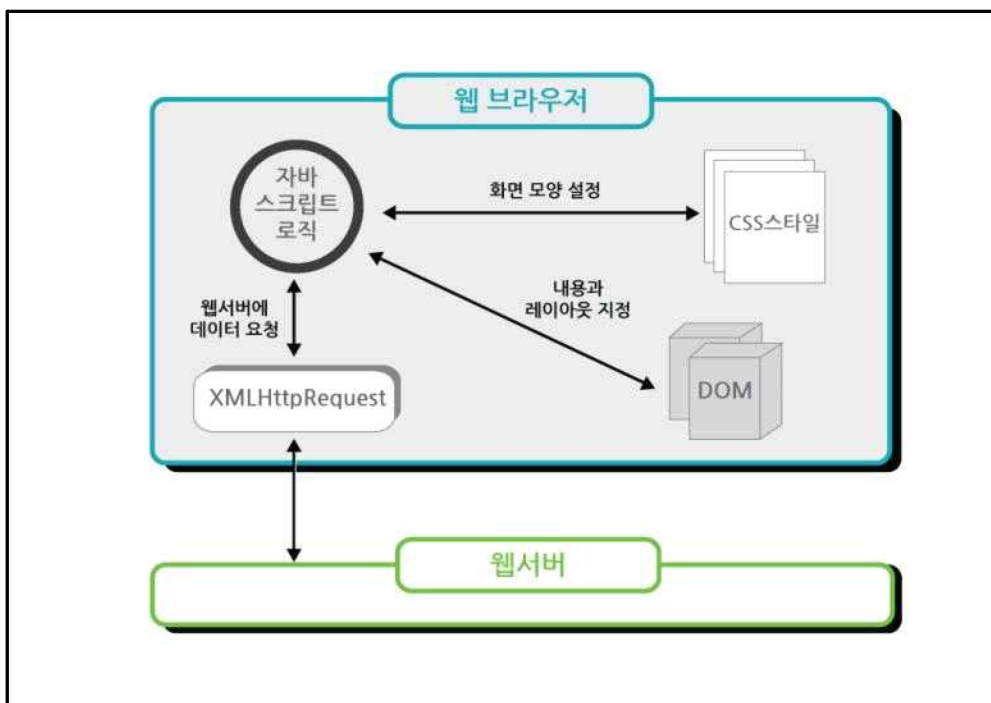 웹 브라우저
자바
스크립트
로직
화면 모양 설정
CSS스타일
내용과
레이아웃 지정
웹서버에
데이터 요청
XMLHttpRequest
DOM
웹서버